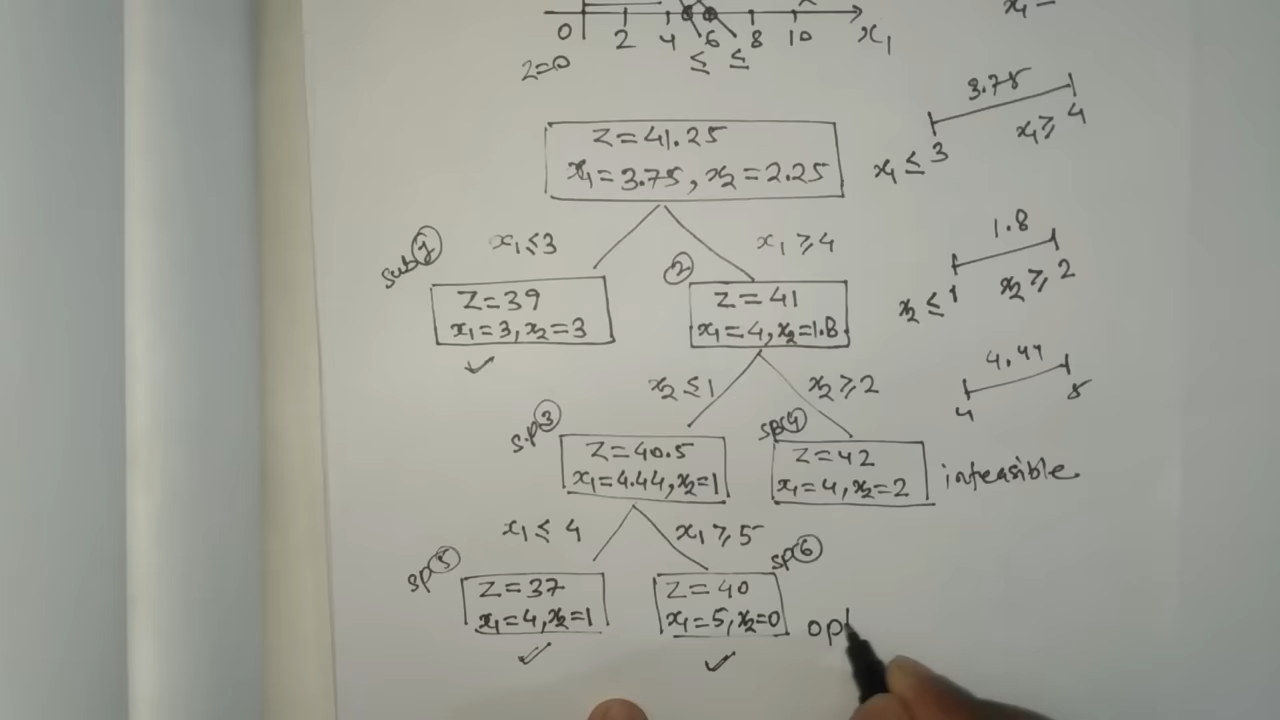 x₁ =
0 2 4 6 8 10 x₁
Z=0 ≤ ≤
Z=41.25
x₁=3.75, x₂=2.25
3.75
x₁ ≤ 3 x₁ ≥ 4
sub 1 x₁ ≤ 3 x₁ ≥ 4
2
Z=39
x₁=3, x₂=3
Z=41
x₁=4, x₂=1.8
1.8
x₂ ≤ 1 x₂ ≥ 2
x₂ ≤ 1 x₂ ≥ 2
4.44
4 5
s.p 3
Z=40.5
x₁=4.44, x₂=1
sp 4
Z=42
x₁=4, x₂=2
infeasible
x₁ ≤ 4 x₁ ≥ 5
sp 5
Z=37
x₁=4, x₂=1
sp 6
Z=40
x₁=5, x₂=0
opt